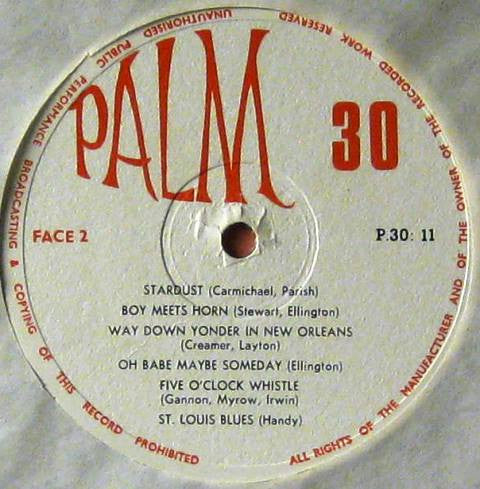 PALM
30
FACE 2
P.30: 11
STARDUST (Carmichael, Parish)
BOY MEETS HORN (Stewart, Ellington)
WAY DOWN YONDER IN NEW ORLEANS
(Creamer, Layton)
OH BABE MAYBE SOMEDAY (Ellington)
FIVE O'CLOCK WHISTLE
(Gannon, Myrow, Irwin)
ST. LOUIS BLUES (Handy)
ALL RIGHTS OF THE MANUFACTURER AND OF THE OWNER OF THE RECORDED WORK RESERVED UNAUTHORISED PUBLIC PERFORMANCE BROADCASTING & COPYING OF THIS RECORD PROHIBITED